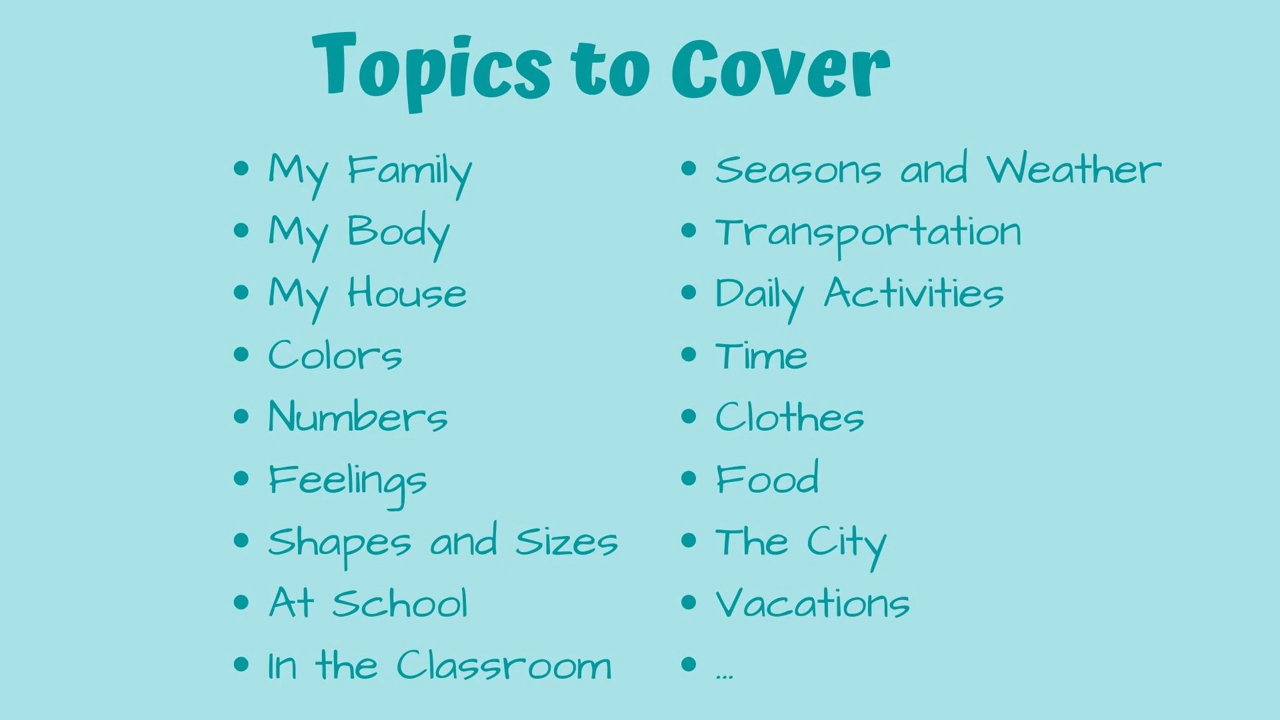 Topics to Cover
• My Family
• My Body
• My House
• Colors
• Numbers
• Feelings
• Shapes and Sizes
• At School
• In the Classroom
• Seasons and Weather
• Transportation
• Daily Activities
• Time
• Clothes
• Food
• The City
• Vacations
• ...